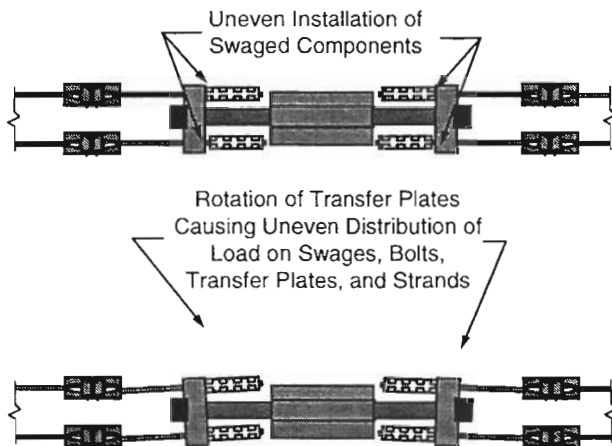 Uneven Installation of
Swaged Components
Rotation of Transfer Plates
Causing Uneven Distribution of
Load on Swages, Bolts,
Transfer Plates, and Strands